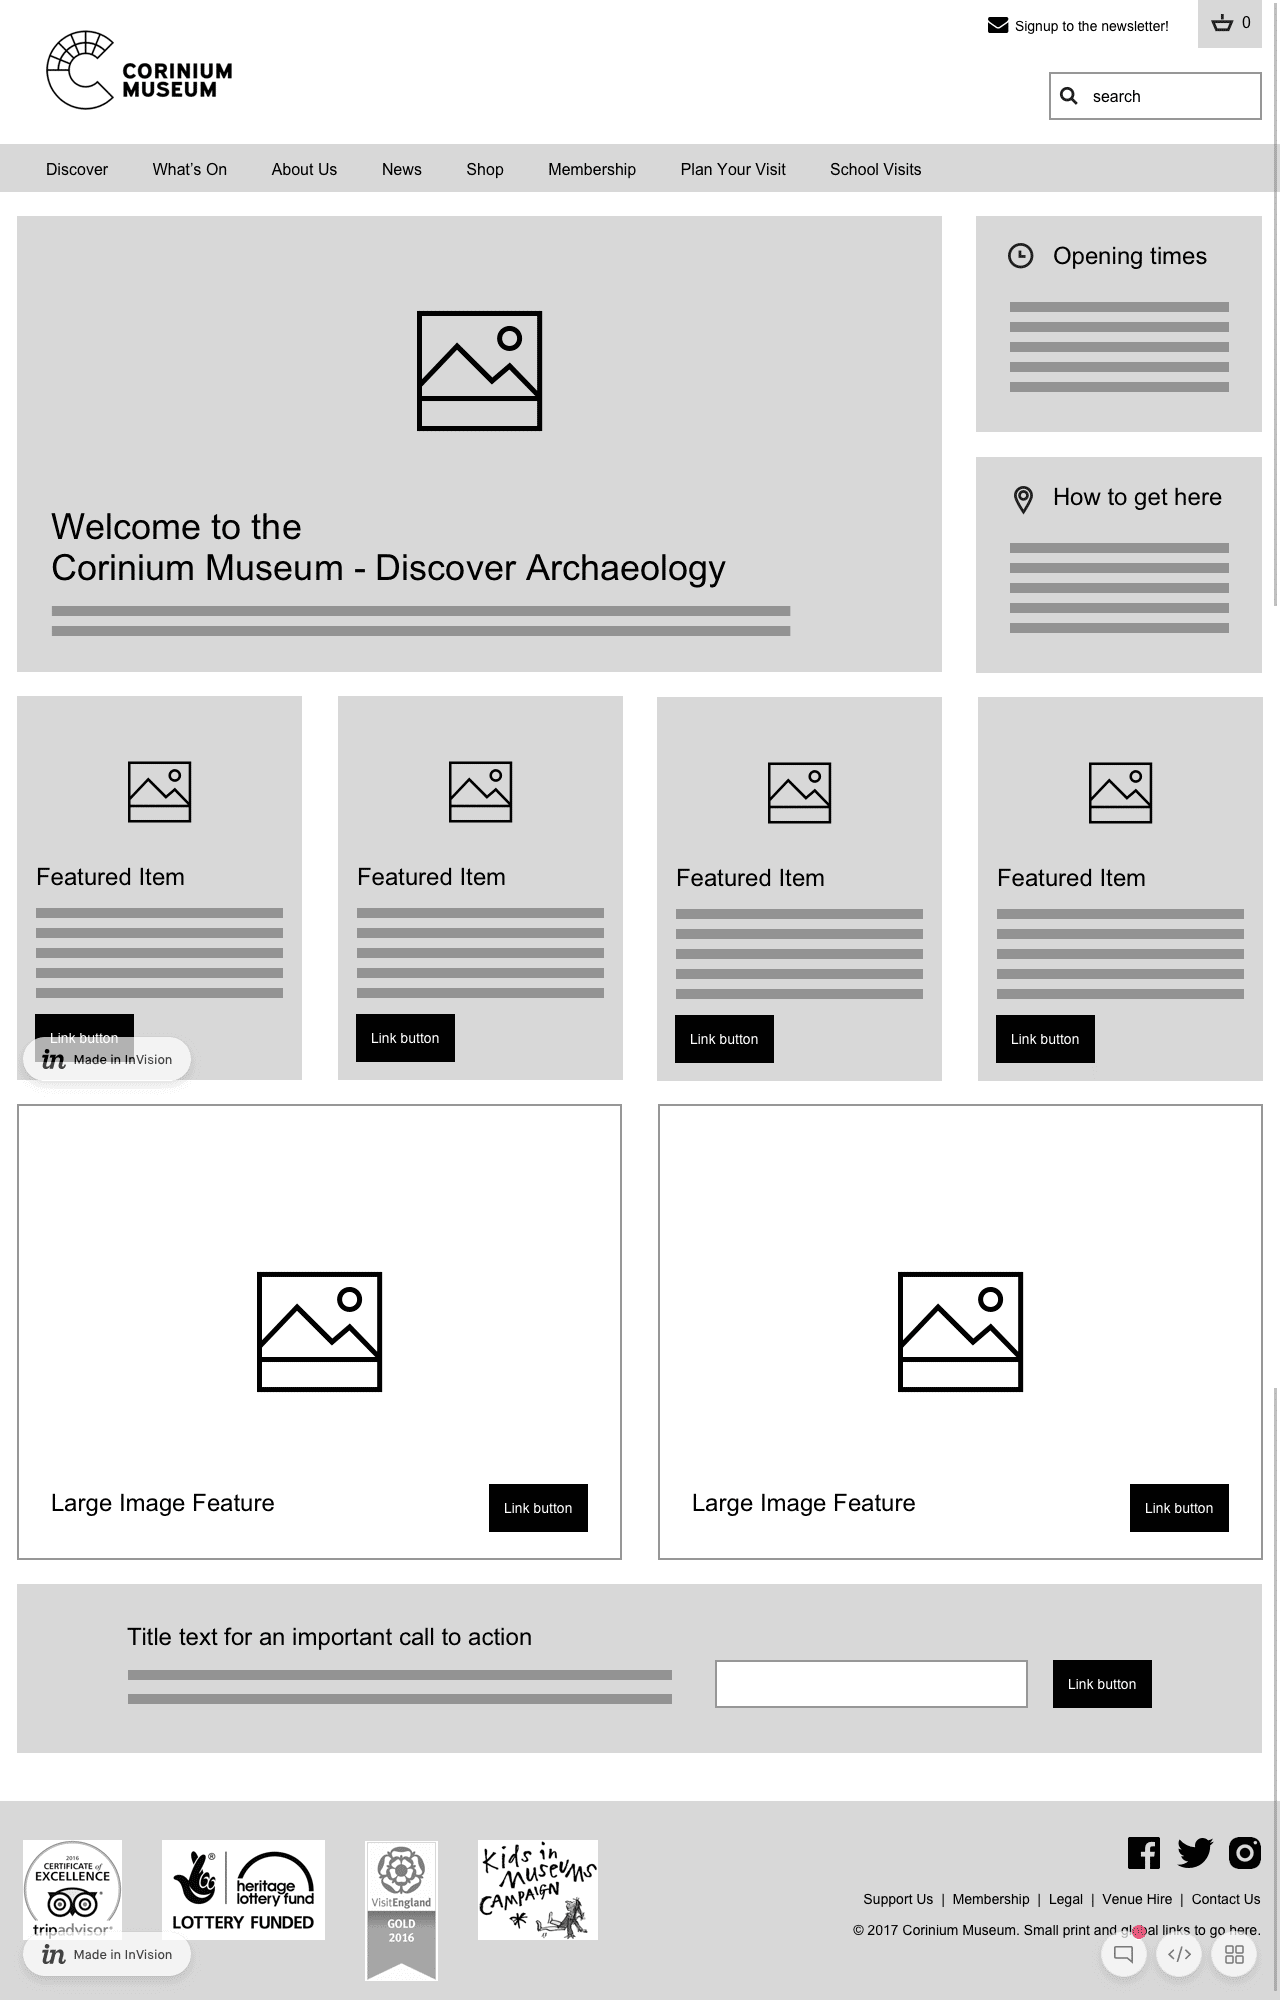 Signup to the newsletter!
0
CORINIUM
MUSEUM
search
Discover What's On About Us News Shop Membership Plan Your Visit School Visits
Welcome to the
Corinium Museum - Discover Archaeology
Opening times
How to get here
Featured Item
Link button
in Made in InVision
Featured Item
Link button
Featured Item
Link button
Featured Item
Link button
Large Image Feature
Link button
Large Image Feature
Link button
Title text for an important call to action
Link button
2016
CERTIFICATE of
EXCELLENCE
tripadvisor®
in Made in InVision
®
heritage
lottery fund
LOTTERY FUNDED
VisitEngland
GOLD
2016
Kids in
Museums
CAMPAIGN
Support Us | Membership | Legal | Venue Hire | Contact Us
© 2017 Corinium Museum. Small print and global links to go here.